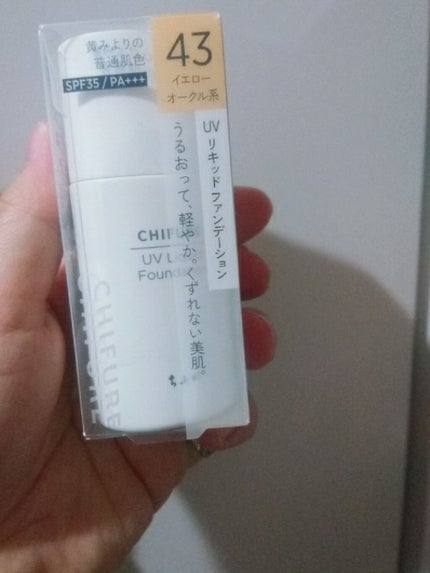 黄みよりの
普通肌色
SPF35 / PA+++
43
イエロー
オークル系
UV リキッド ファンデーション
うるおって、軽やか。くずれない美肌。
CHIFURE